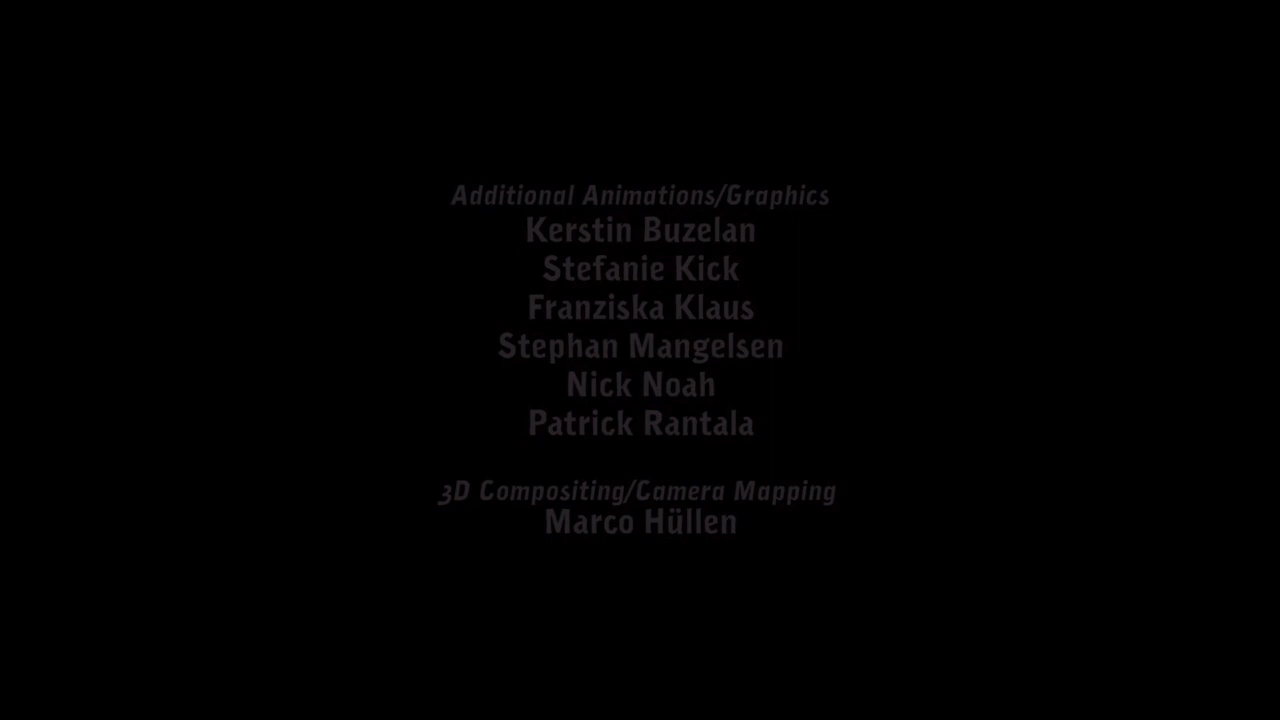 Additional Animations/Graphics
Kerstin Buzelan
Stefanie Kick
Franziska Klaus
Stephan Mangelsen
Nick Noah
Patrick Rantala
3D Compositing/Camera Mapping
Marco Hüllen